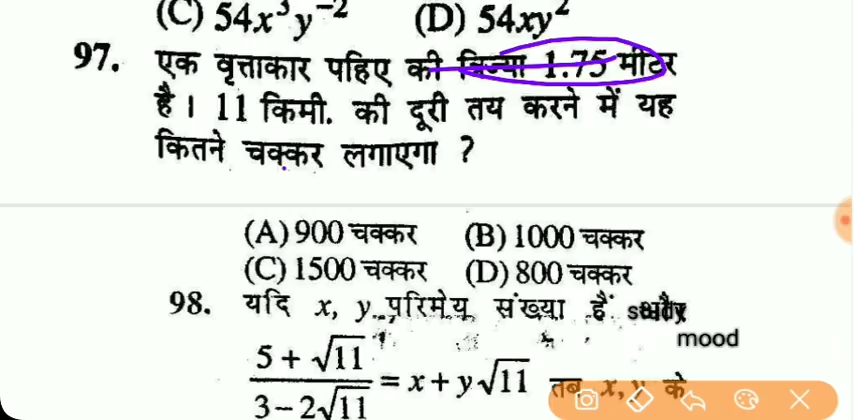 (C) 54x³y⁻² (D) 54xy²
97. एक वृत्ताकार पहिए की त्रिज्या 1.75 मीटर
है। 11 किमी. की दूरी तय करने में यह
कितने चक्कर लगाएगा ?
(A) 900 चक्कर (B) 1000 चक्कर
(C) 1500 चक्कर (D) 800 चक्कर
98. यदि x, y परिमेय संख्या हैं और
study
mood
(5 + √11) / (3 - 2√11) = x + y√11 तब x, y के